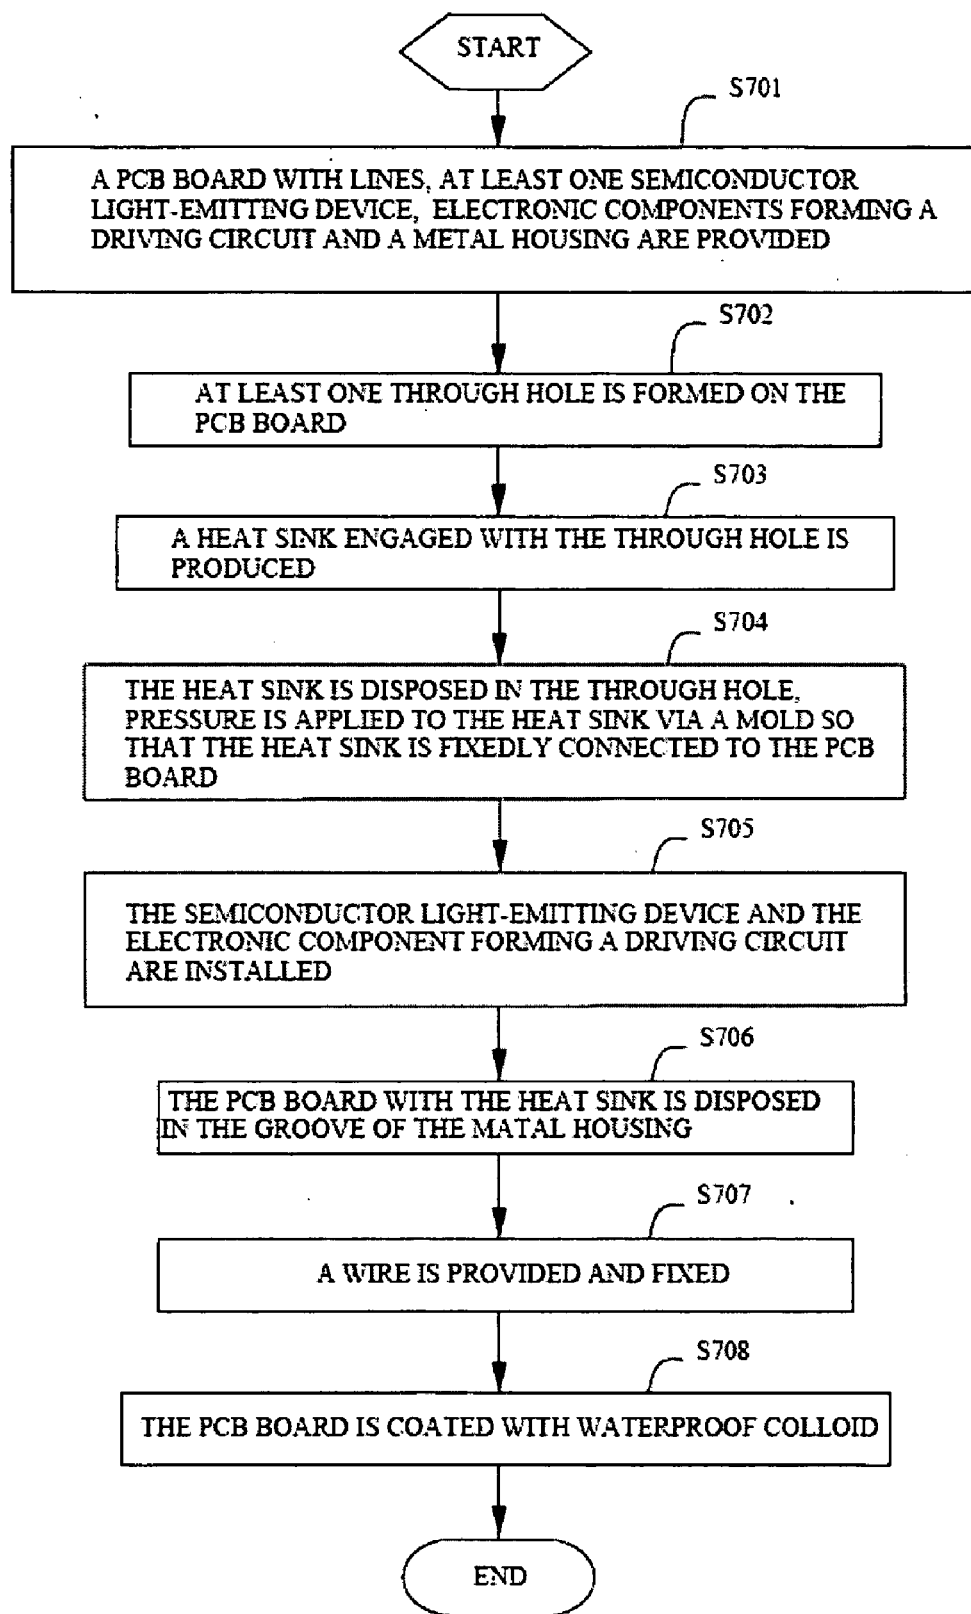 START
S701
A PCB BOARD WITH LINES, AT LEAST ONE SEMICONDUCTOR
LIGHT-EMITTING DEVICE, ELECTRONIC COMPONENTS FORMING A
DRIVING CIRCUIT AND A METAL HOUSING ARE PROVIDED
S702
AT LEAST ONE THROUGH HOLE IS FORMED ON THE
PCB BOARD
S703
A HEAT SINK ENGAGED WITH THE THROUGH HOLE IS
PRODUCED
S704
THE HEAT SINK IS DISPOSED IN THE THROUGH HOLE,
PRESSURE IS APPLIED TO THE HEAT SINK VIA A MOLD SO
THAT THE HEAT SINK IS FIXEDLY CONNECTED TO THE PCB
BOARD
S705
THE SEMICONDUCTOR LIGHT-EMITTING DEVICE AND THE
ELECTRONIC COMPONENT FORMING A DRIVING CIRCUIT
ARE INSTALLED
S706
THE PCB BOARD WITH THE HEAT SINK IS DISPOSED
IN THE GROOVE OF THE MATAL HOUSING
S707
A WIRE IS PROVIDED AND FIXED
S708
THE PCB BOARD IS COATED WITH WATERPROOF COLLOID
END